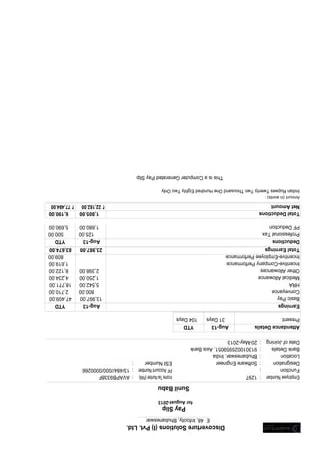 Discoververse Solutions (I) Pvt. Ltd.
E 48, Infocity, Bhubaneswar
Pay Slip
for August-2013
Sunil Babu
Employee Number : 1297
Function :
Designation : Software Engineer
Location : Bhubaneswar, India
Bank Details : 913010025959051, Axis Bank
Date of Joining : 20-May-2013
Income Tax Number (PAN) : AVAPB9336P
PF Account Number : 13/484/000/0000266
ESI Number :
Attendance Details Aug-13 YTD
Present 31 Days 104 Days
Earnings Aug-13 YTD
Basic Pay 13,997.00 47,409.00
Conveyance 800.00 2,710.00
HRA 5,542.00 18,771.00
Medical Allowance 1,250.00 4,234.00
Other Allowances 2,398.00 8,122.00
Incentive-Company Performance 1,619.00
Incentive-Employee Performance 809.00
Total Earnings 23,987.00 83,674.00
Deductions Aug-13 YTD
Professional Tax 125.00 500.00
PF Deduction 1,680.00 5,690.00
Total Deductions 1,805.00 6,190.00
Net Amount ₹ 22,182.00 ₹ 77,484.00
Amount (in words) :
Indian Rupees Twenty Two Thousand One Hundred Eighty Two Only
This is a Computer Generated Pay Slip